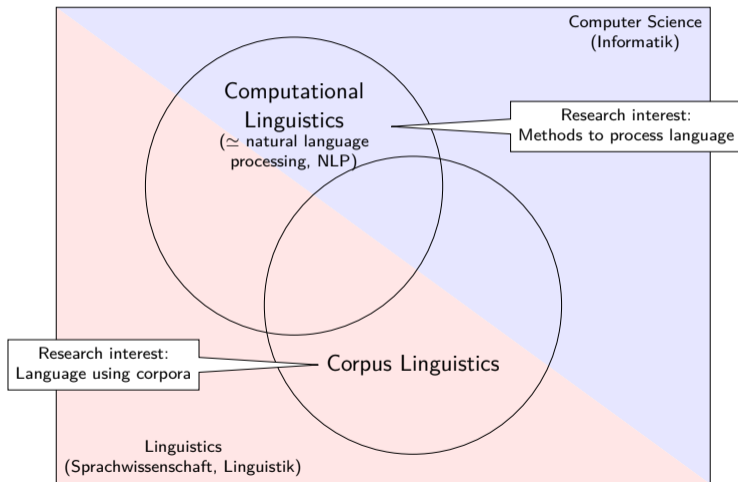 Computer Science
(Informatik)
Computational
Linguistics
(≃ natural language
processing, NLP)
Research interest:
Methods to process language
Research interest:
Language using corpora
Corpus Linguistics
Linguistics
(Sprachwissenschaft, Linguistik)